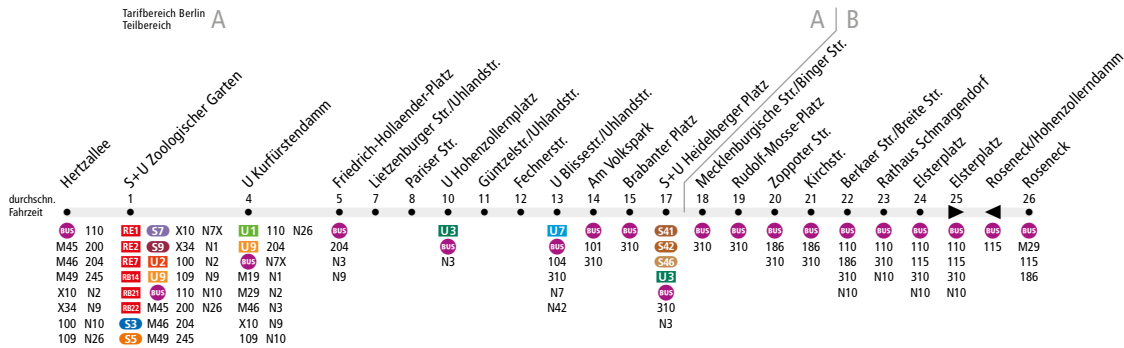 Tarifbereich Berlin
Teilbereich
A
A
B
Hertzallee
S+U Zoologischer Garten
U Kurfürstendamm
Friedrich-Hollaender-Platz
Lietzenburger Str./Uhlandstr.
Pariser Str.
U Hohenzollernplatz
Güntzelstr./Uhlandstr.
Fechnerstr.
U Blissestr./Uhlandstr.
Am Volkspark
Brabanter Platz
S+U Heidelberger Platz
Mecklenburgische Str./Binger Str.
Rudolf-Mosse-Platz
Zoppoter Str.
Kirchstr.
Berkaer Str./Breite Str.
Rathaus Schmargendorf
Elsterplatz
Elsterplatz
Roseneck/Hohenzollerndamm
Roseneck
durchschn. 1 4 5 7 8 10 11 12 13 14 15 17 18 19 20 21 22 23 24 25 26
Fahrzeit
BUS 110 RE1 S7 X10 N7X U1 110 N26 BUS U3 U7 BUS BUS S41 BUS BUS BUS BUS BUS BUS BUS BUS BUS BUS
M45 200 RE2 S9 X34 N1 U9 204 204 BUS BUS 101 310 S42 310 310 186 186 110 110 110 110 115 M29
M46 204 RE7 U2 100 N2 BUS N7X N3 N3 104 310 S46 310 310 186 310 115 115 115
M49 245 RB14 U9 109 N9 M19 N1 N9 310 U3 310 N10 310 310 186
X10 N2 RB21 BUS 110 N10 M29 N2 N7 BUS N10 N10 N10
X34 N9 RB22 M45 200 N26 M46 N3 N42 310
100 N10 S3 M46 204 X10 N9 N3
109 N26 S5 M49 245 109 N10